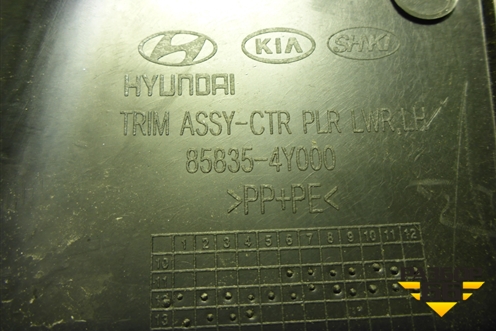 KIA SHKI
HYUNDAI
TRIM ASSY-CTR PLR LWR.LH
85835-4Y000
>PP+PE<
1 2 3 4 5 6 7 8 9 10 11 12